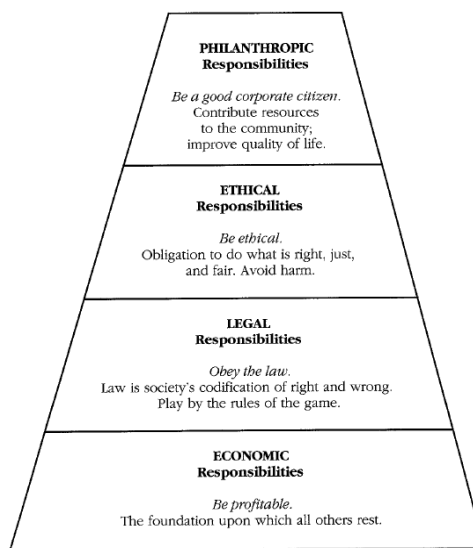 PHILANTHROPIC
Responsibilities
Be a good corporate citizen.
Contribute resources
to the community;
improve quality of life.
ETHICAL
Responsibilities
Be ethical.
Obligation to do what is right, just,
and fair. Avoid harm.
LEGAL
Responsibilities
Obey the law.
Law is society's codification of right and wrong.
Play by the rules of the game.
ECONOMIC
Responsibilities
Be profitable.
The foundation upon which all others rest.